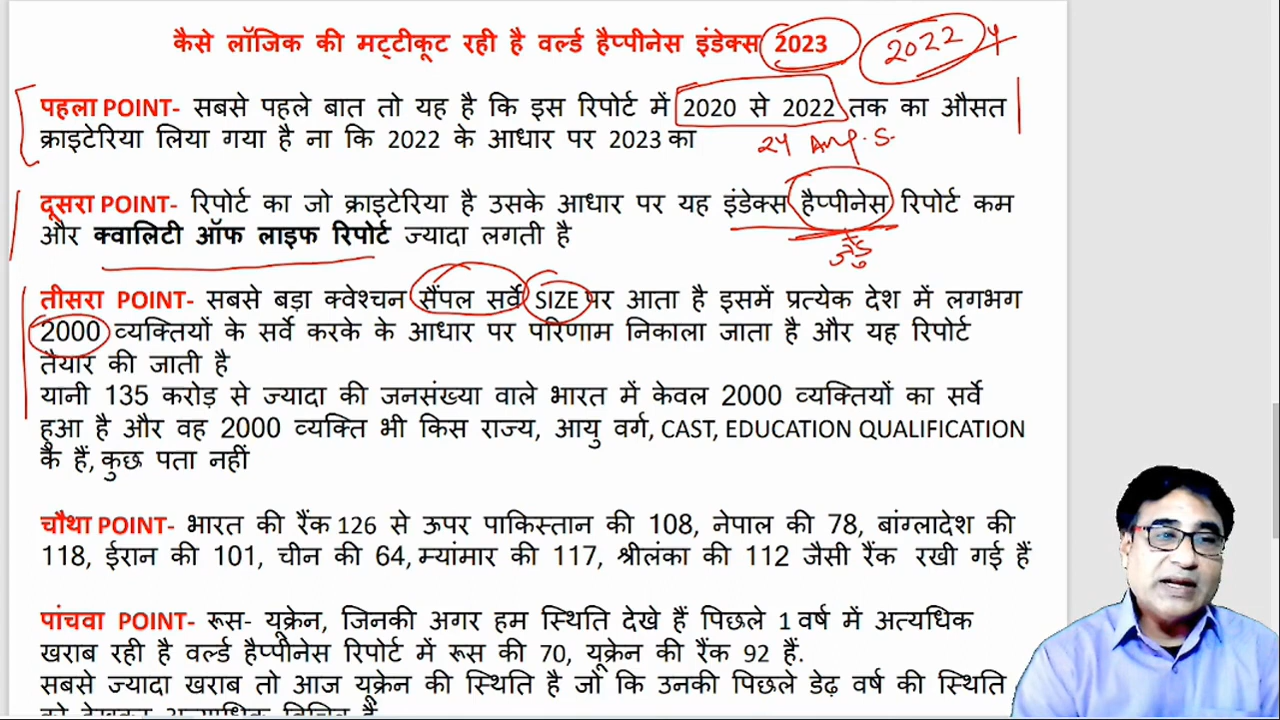 कैसे लॉजिक की मट्टीकूट रही है वर्ल्ड हैप्पीनेस इंडेक्स 2023
2022
पहला POINT- सबसे पहले बात तो यह है कि इस रिपोर्ट में 2020 से 2022 तक का औसत
क्राइटेरिया लिया गया है ना कि 2022 के आधार पर 2023 का
24
दूसरा POINT- रिपोर्ट का जो क्राइटेरिया है उसके आधार पर यह इंडेक्स हैप्पीनेस रिपोर्ट कम
और क्वालिटी ऑफ लाइफ रिपोर्ट ज्यादा लगती है
तीसरा POINT- सबसे बड़ा क्वेश्चन सैंपल सर्वे SIZE पर आता है इसमें प्रत्येक देश में लगभग
2000 व्यक्तियों के सर्वे करके के आधार पर परिणाम निकाला जाता है और यह रिपोर्ट
तैयार की जाती है
यानी 135 करोड़ से ज्यादा की जनसंख्या वाले भारत में केवल 2000 व्यक्तियों का सर्वे
हुआ है और वह 2000 व्यक्ति भी किस राज्य, आयु वर्ग, CAST, EDUCATION QUALIFICATION
के हैं, कुछ पता नहीं
चौथा POINT- भारत की रैंक 126 से ऊपर पाकिस्तान की 108, नेपाल की 78, बांग्लादेश की
118, ईरान की 101, चीन की 64, म्यांमार की 117, श्रीलंका की 112 जैसी रैंक रखी गई हैं
पांचवा POINT- रूस- यूक्रेन, जिनकी अगर हम स्थिति देखे हैं पिछले 1 वर्ष में अत्यधिक
खराब रही है वर्ल्ड हैप्पीनेस रिपोर्ट में रूस की 70, यूक्रेन की रैंक 92 हैं.
सबसे ज्यादा खराब तो आज यूक्रेन की स्थिति है जो कि उनकी पिछले डेढ़ वर्ष की स्थिति